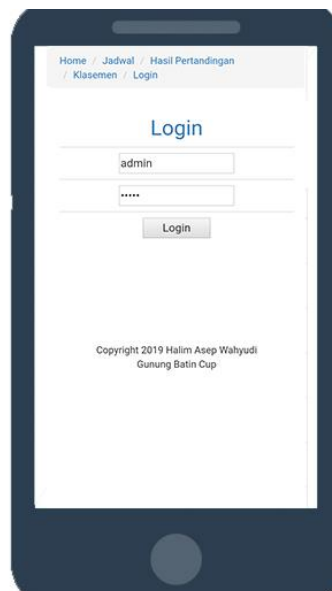 Home / Jadwal / Hasil Pertandingan
/ Klasemen / Login
Login
admin
•••••
Login
Copyright 2019 Halim Asep Wahyudi
Gunung Batin Cup